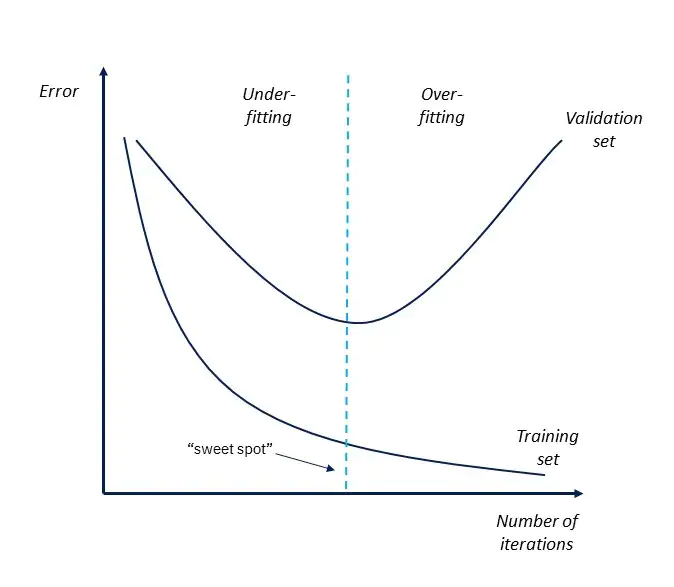 Error
Under-
fitting
Over-
fitting
Validation
set
"sweet spot"
Training
set
Number of
iterations